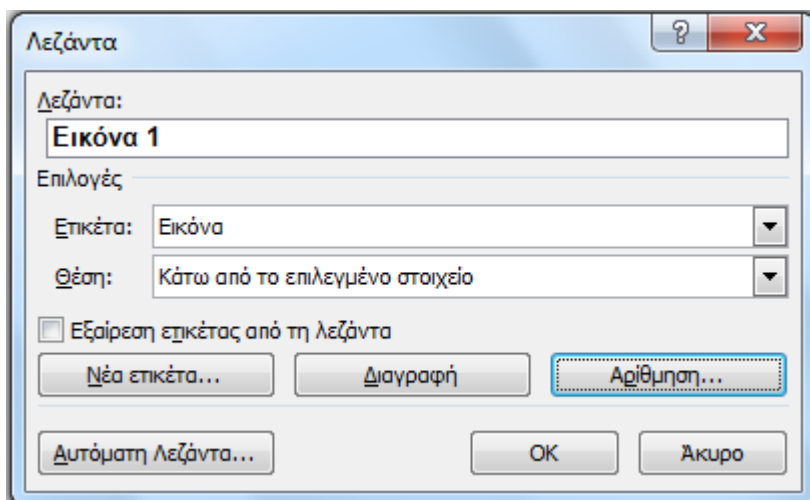 Λεζάντα
Λεζάντα:
Εικόνα 1
Επιλογές
Ετικέτα: Εικόνα
Θέση: Κάτω από το επιλεγμένο στοιχείο
Εξαίρεση ετικέτας από τη λεζάντα
Νέα ετικέτα... Διαγραφή Αρίθμηση...
Αυτόματη Λεζάντα... OK Άκυρο